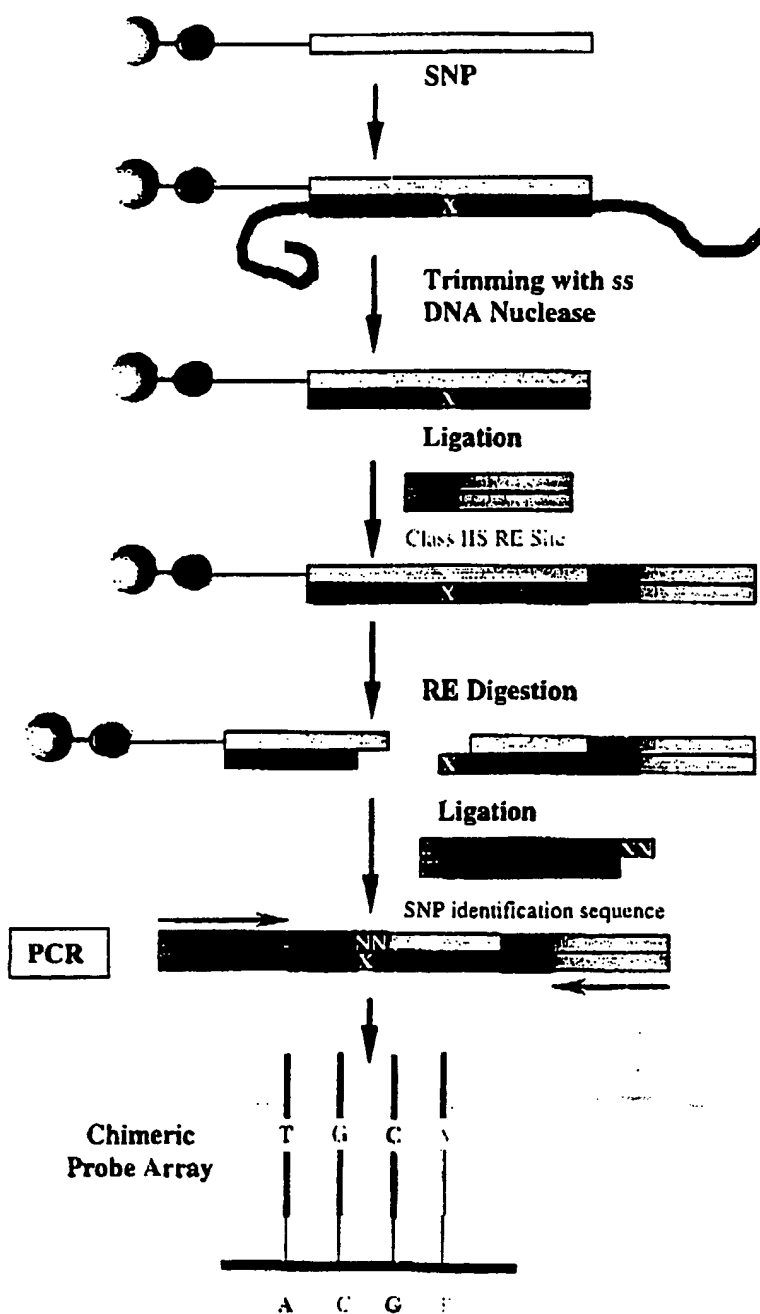 SNP
X
Trimming with ss
DNA Nuclease
X
Ligation
Class IIS RE Site
X
RE Digestion
X
Ligation
NN
SNP identification sequence
PCR
NN
X
T G C
Chimeric
Probe Array
A C G